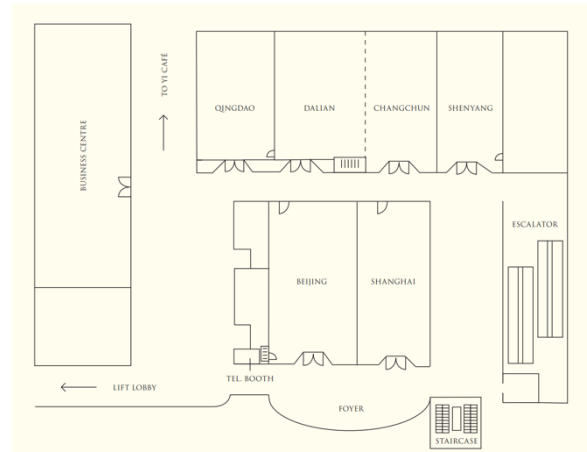 TO YI CAFÉ
BUSINESS CENTRE
QINGDAO
DALIAN
CHANGCHUN
SHENYANG
ESCALATOR
BEIJING
SHANGHAI
TEL. BOOTH
LIFT LOBBY
FOYER
STAIRCASE